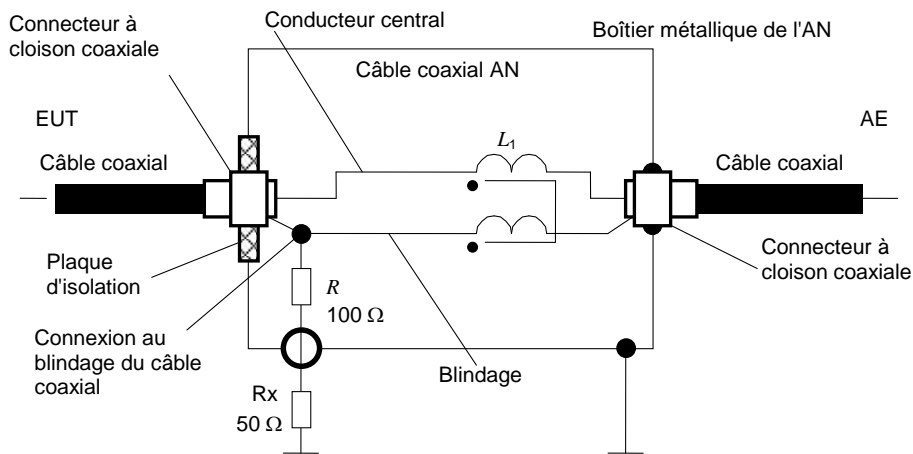 Connecteur à
cloison coaxiale
Conducteur central
Boîtier métallique de l'AN
Câble coaxial AN
EUT
AE
L1
Câble coaxial
Câble coaxial
Plaque
d'isolation
Connecteur à
cloison coaxiale
R
100 Ω
Connexion au
blindage du câble
coaxial
Blindage
Rx
50 Ω